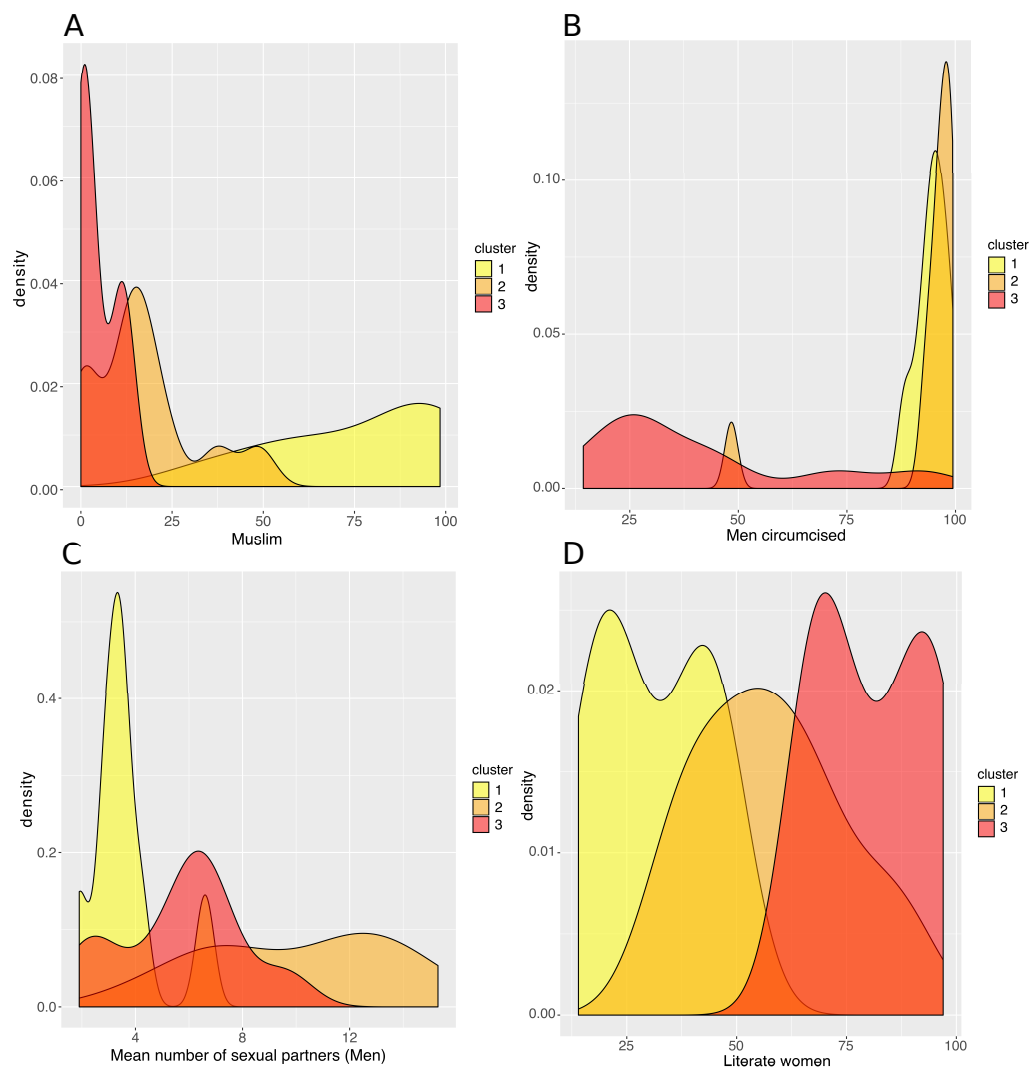 A
density
0.08
0.06
0.04
0.02
0.00
0
25
50
75
100
Muslim
cluster
1
2
3
B
density
0.10
0.05
0.00
25
50
75
100
Men circumcised
cluster
1
2
3
C
density
0.4
0.2
0.0
4
8
12
Mean number of sexual partners (Men)
cluster
1
2
3
D
density
0.02
0.01
0.00
25
50
75
100
Literate women
cluster
1
2
3